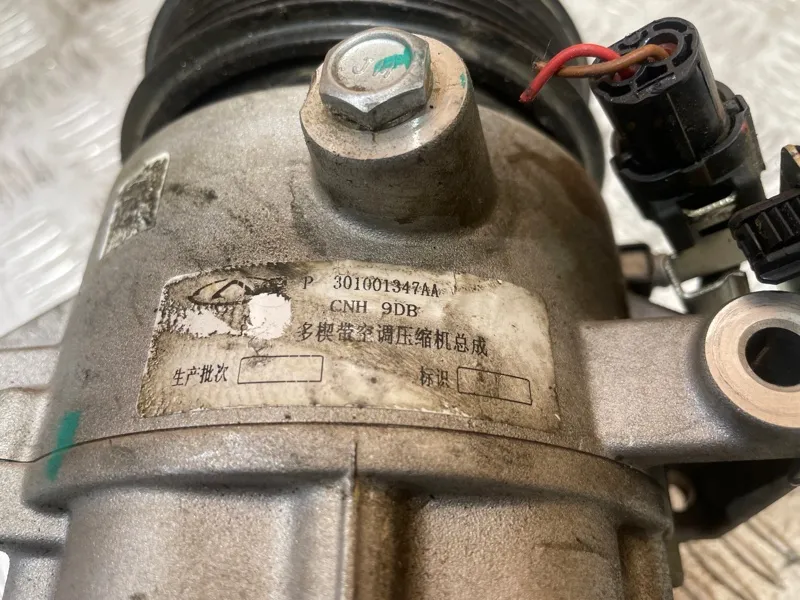 P 301001347AA
CNH 9DB
多楔带空调压缩机总成
生产批次
标识